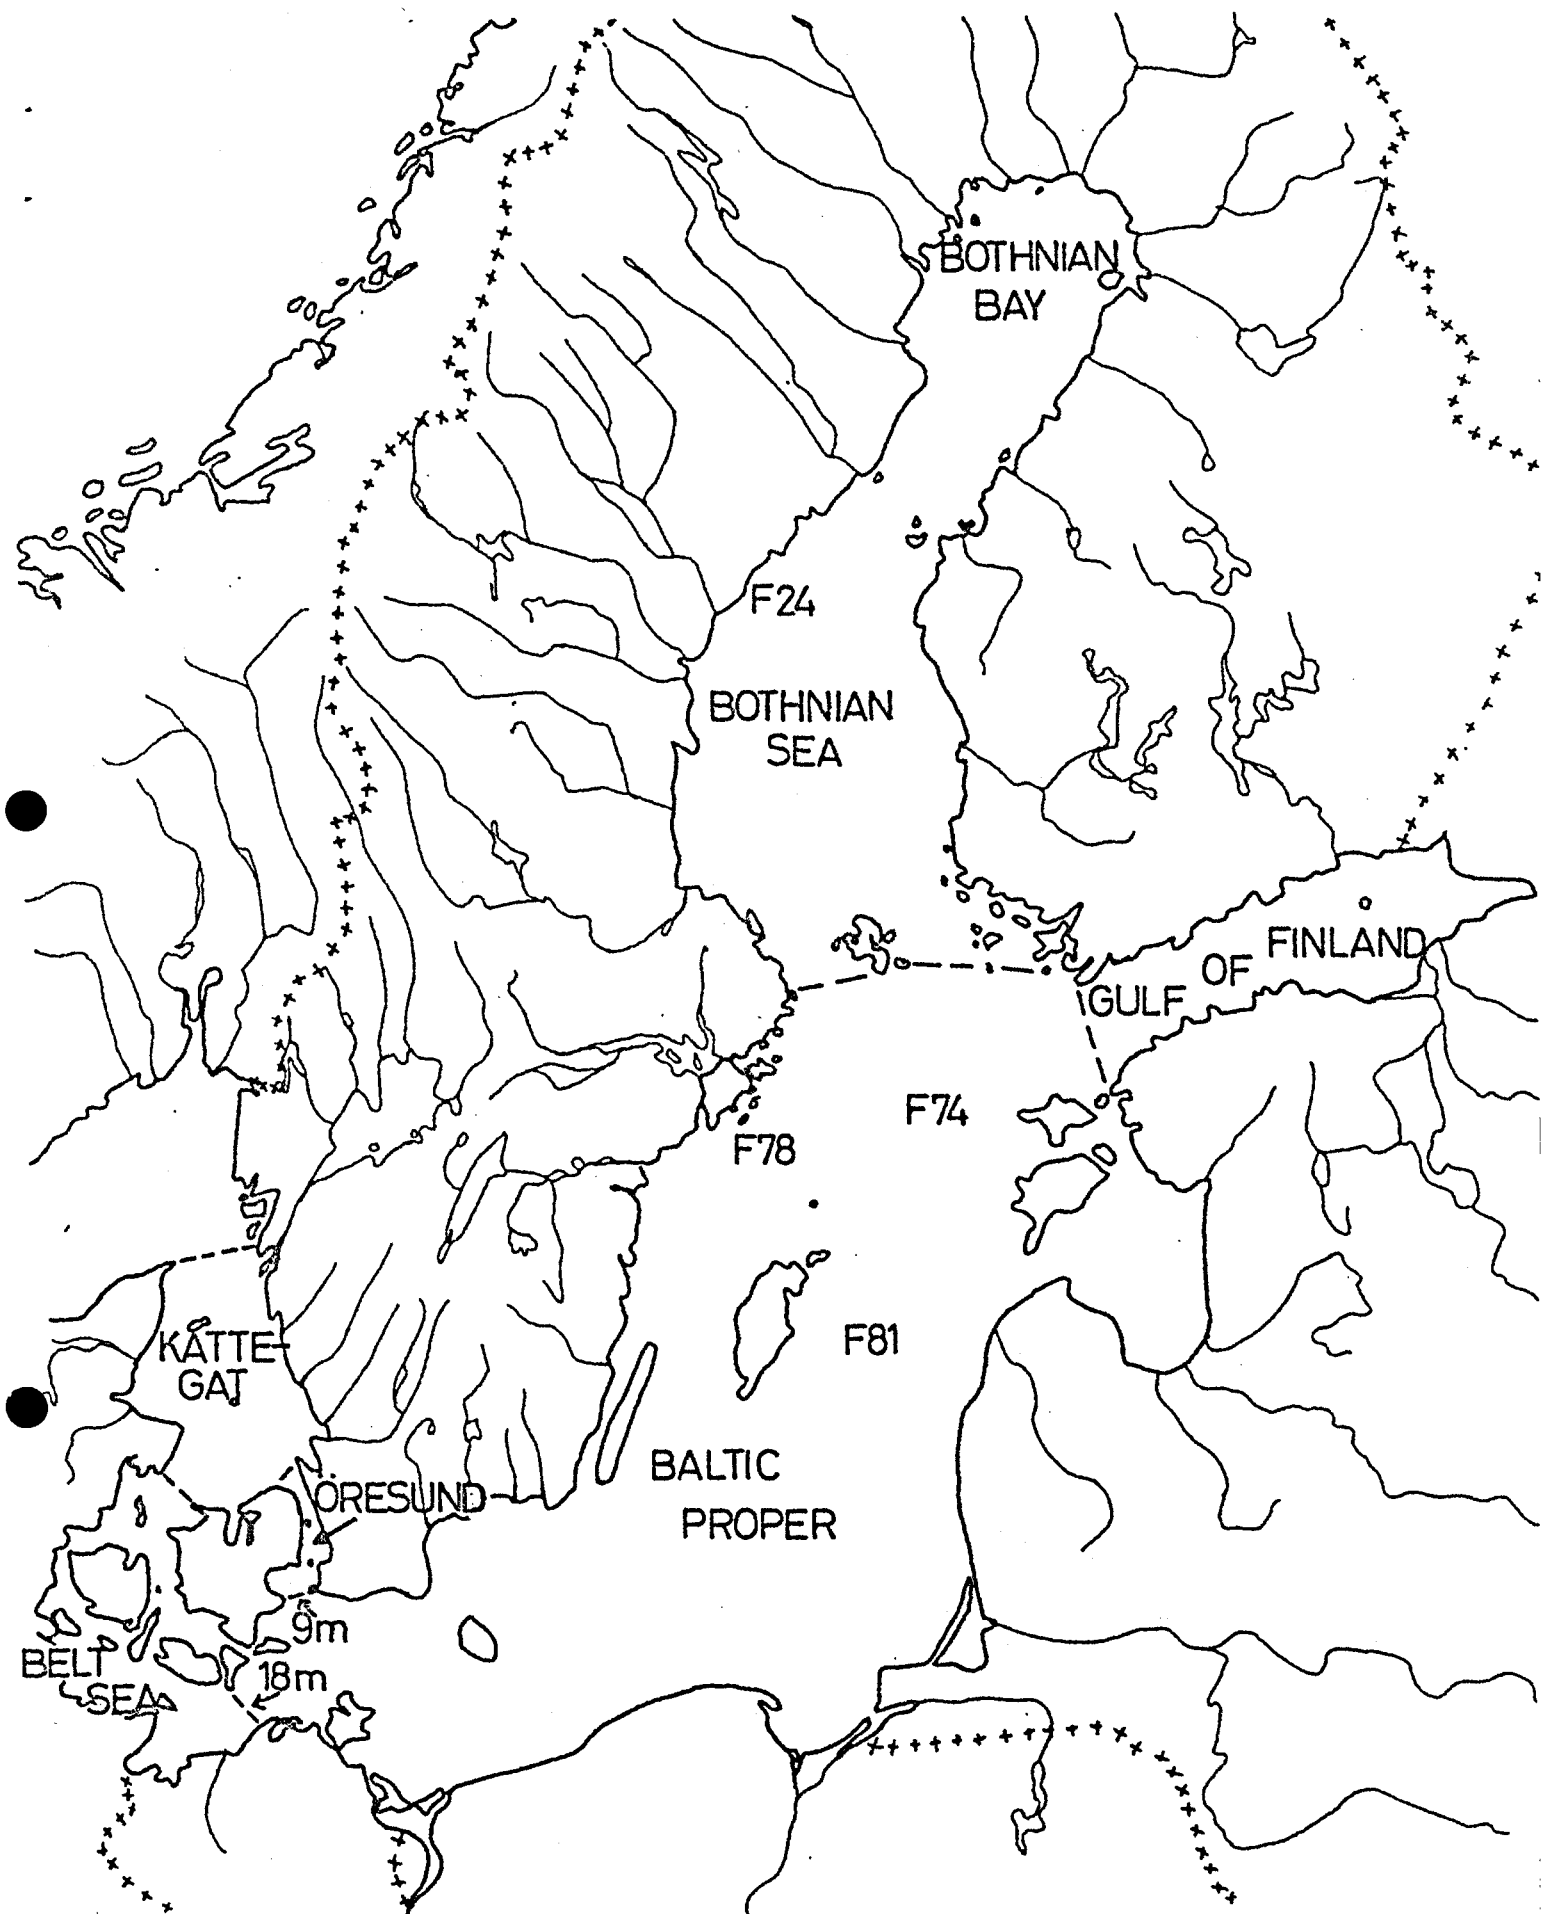 BOTHNIAN
BAY
F24
BOTHNIAN
SEA
GULF OF FINLAND
F74
F78
F81
KATTE-
GAT
BALTIC
PROPER
ÖRESUND
9m
BELT
SEA
18m